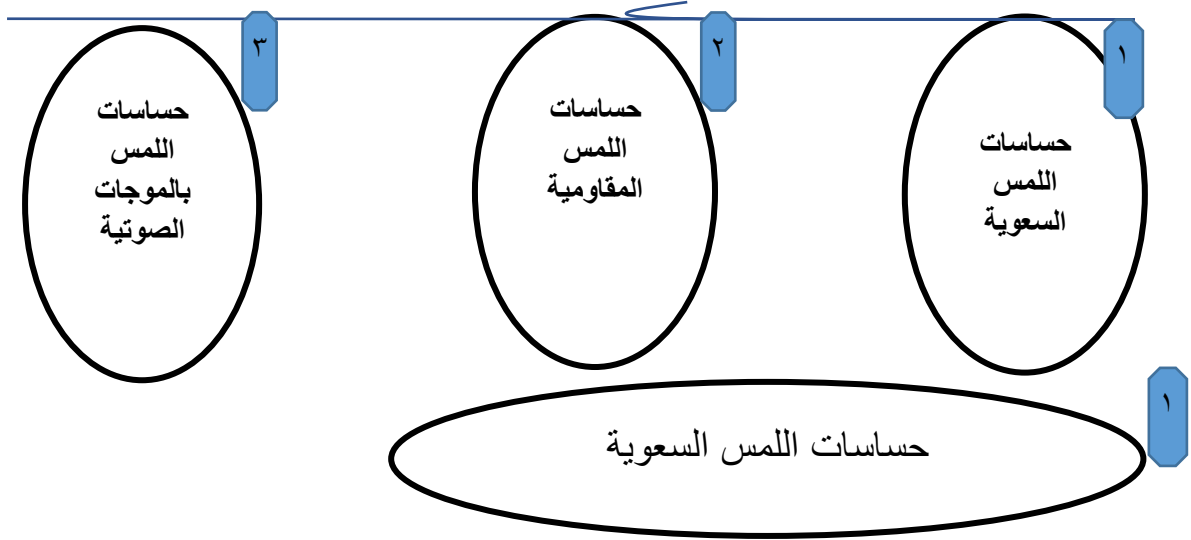 ١
حساسات
اللمس
السعوية
٢
حساسات
اللمس
المقاومية
٣
حساسات
اللمس
بالموجات
الصوتية
١
حساسات اللمس السعوية